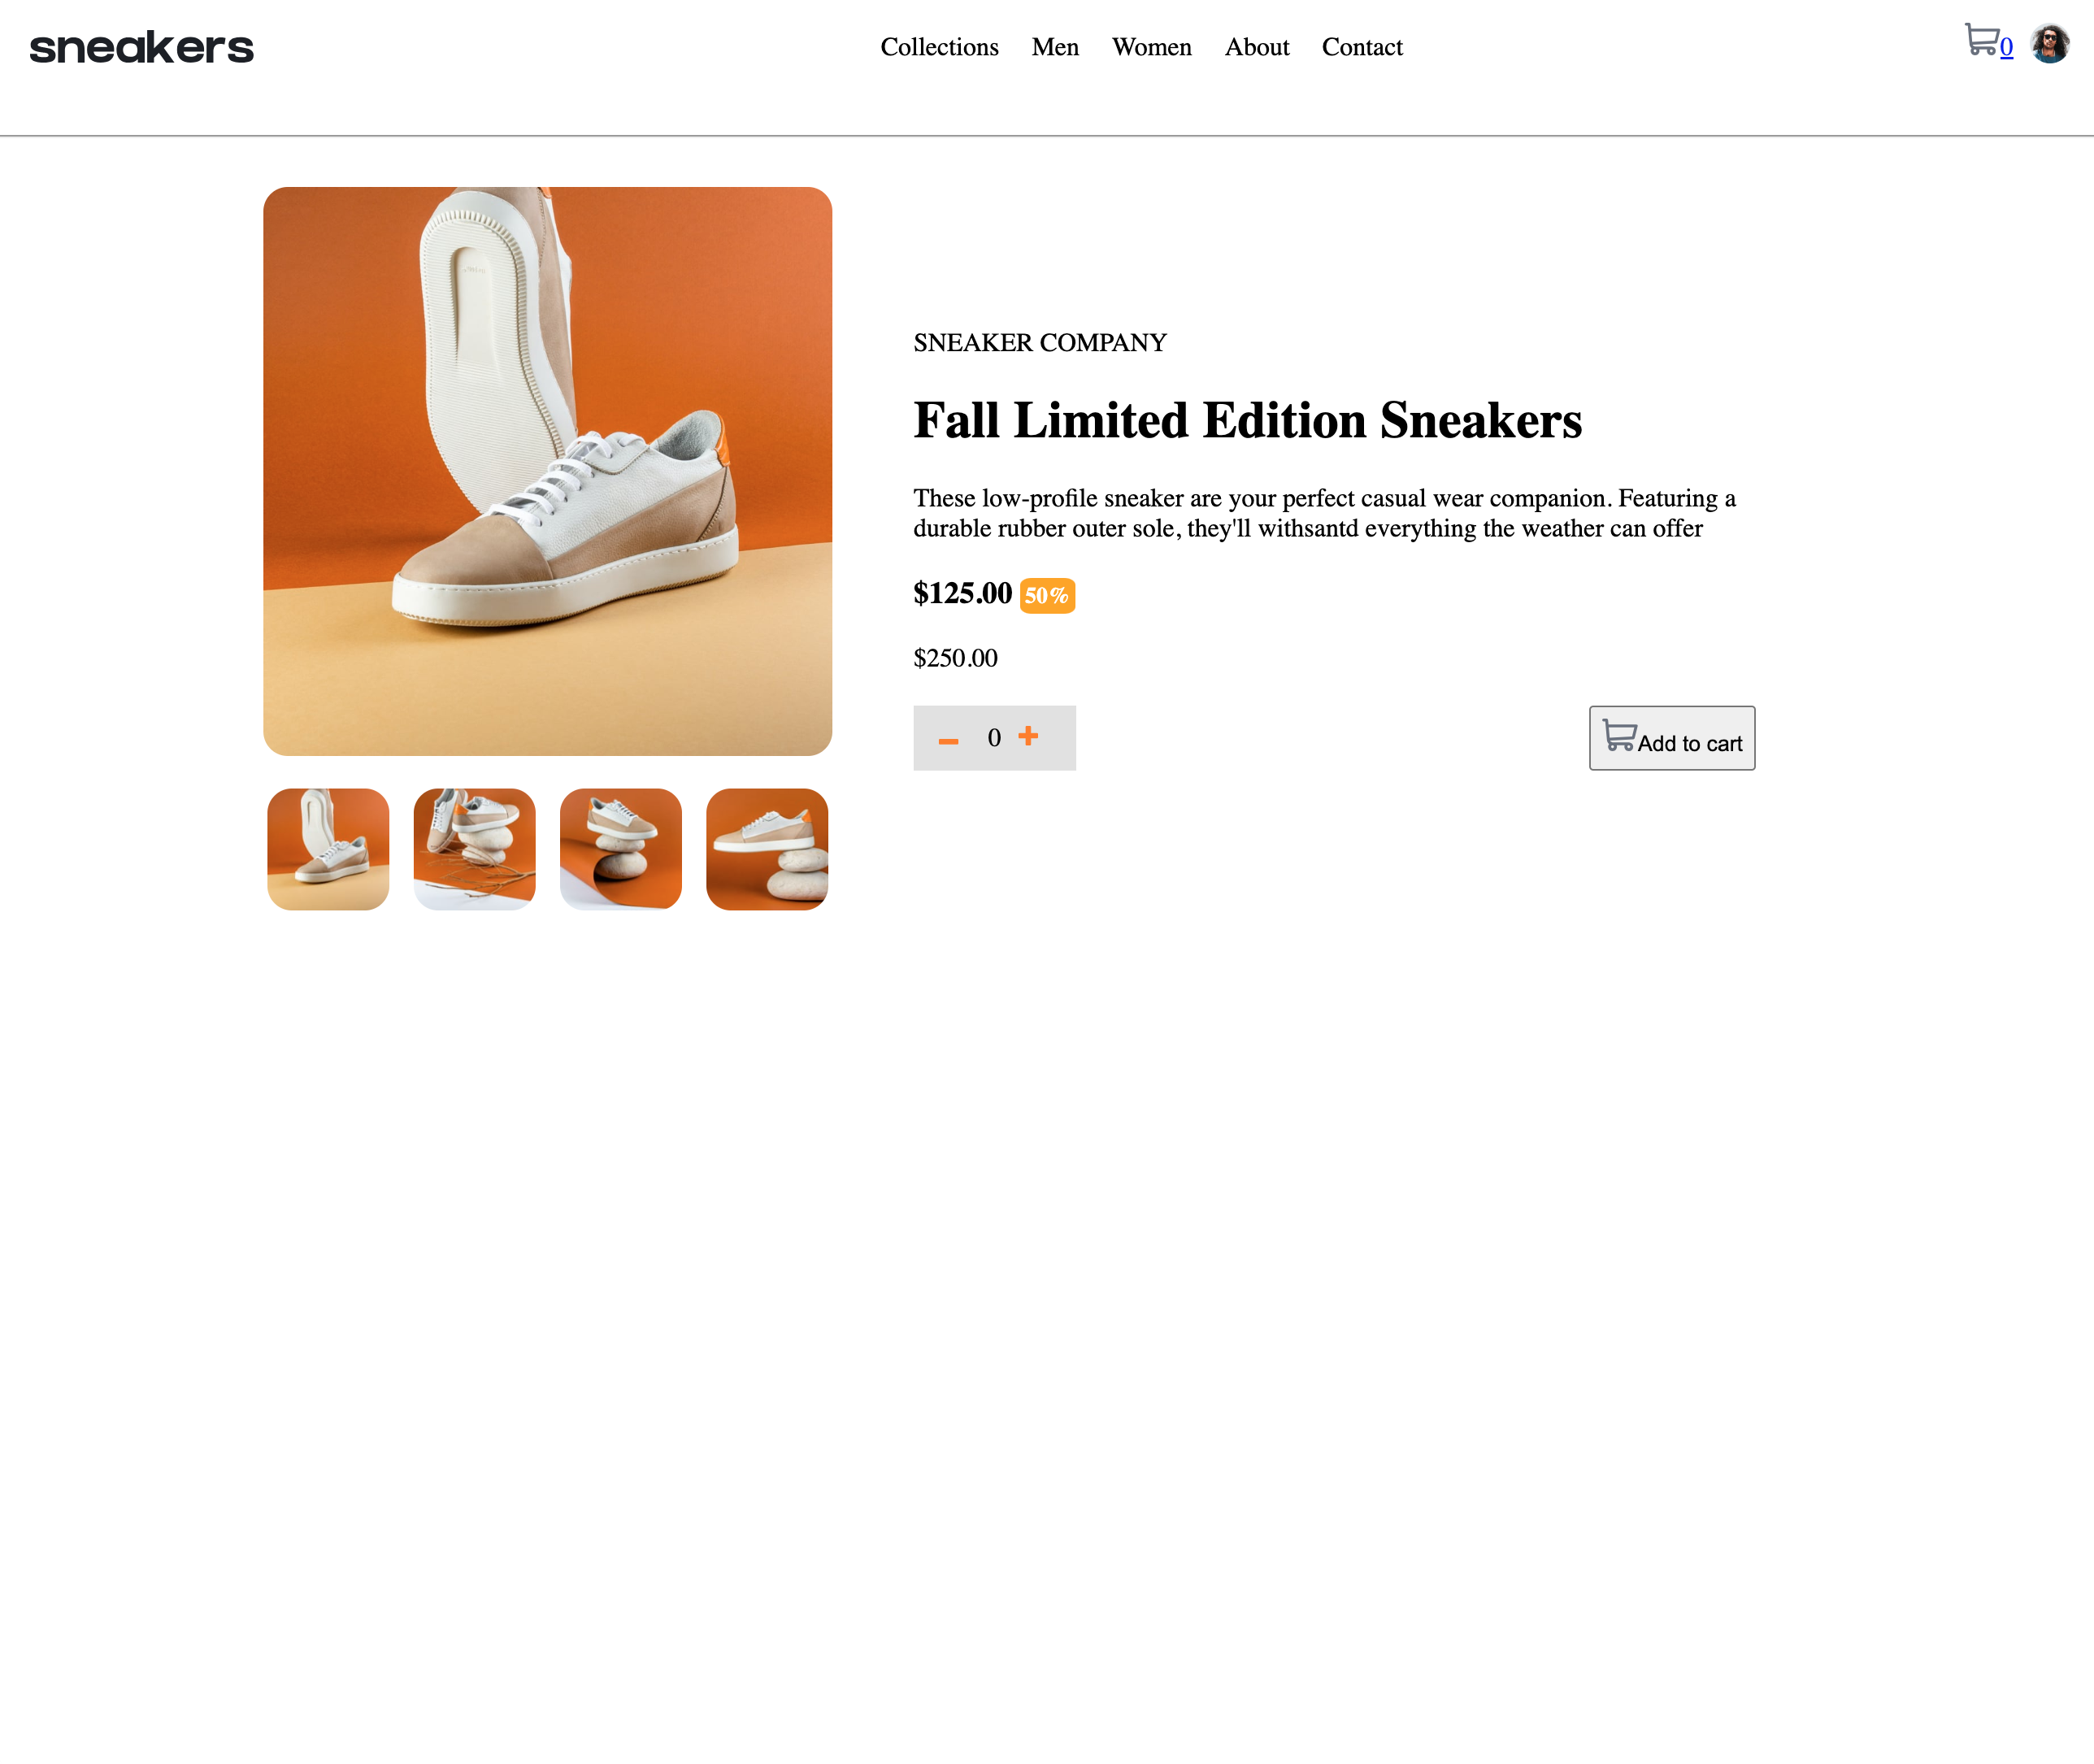 sneakers
Collections Men Women About Contact
0
SNEAKER COMPANY
Fall Limited Edition Sneakers
These low-profile sneaker are your perfect casual wear companion. Featuring a
durable rubber outer sole, they'll withsantd everything the weather can offer
$125.00 50%
$250.00
– 0 +
Add to cart